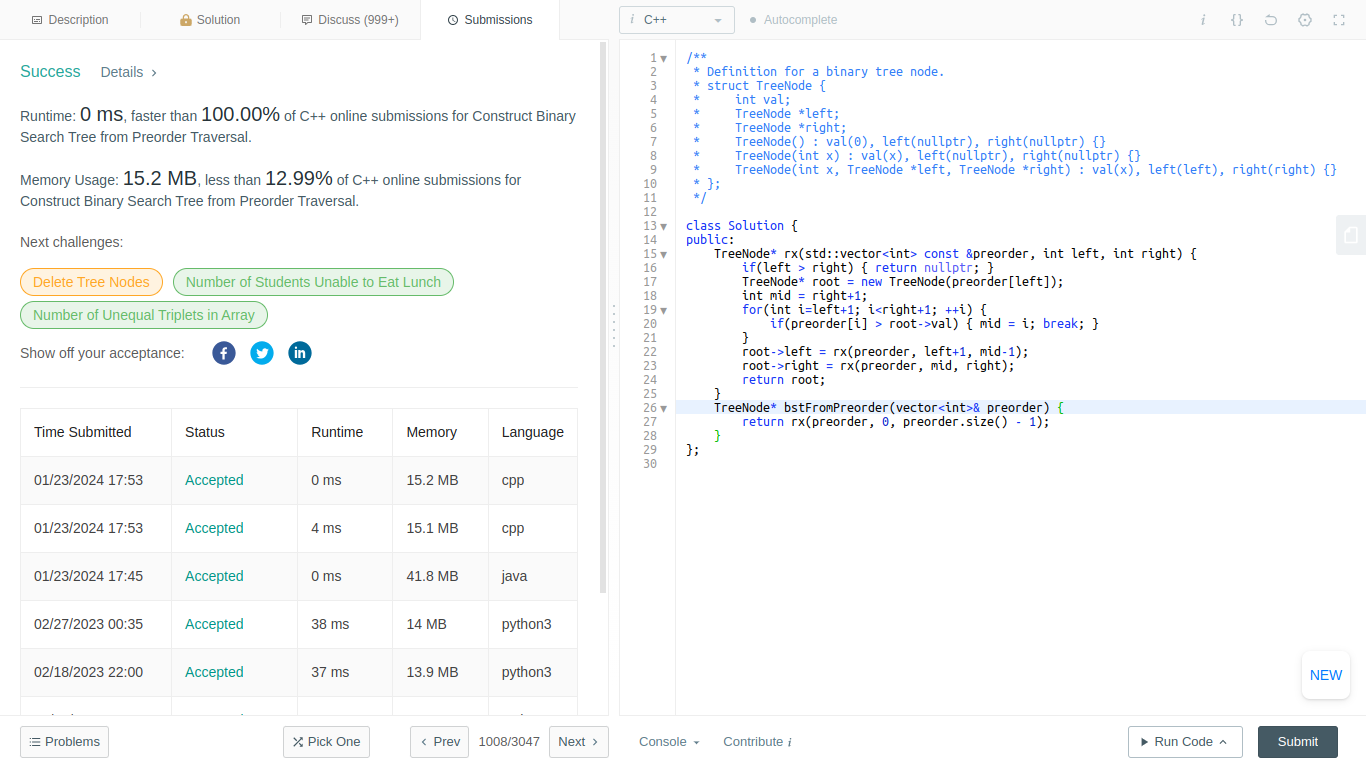 Description
Solution
Discuss (999+)
Submissions
i C++
Autocomplete
i {}
Success Details >
Runtime: 0 ms, faster than 100.00% of C++ online submissions for Construct Binary
Search Tree from Preorder Traversal.
Memory Usage: 15.2 MB, less than 12.99% of C++ online submissions for
Construct Binary Search Tree from Preorder Traversal.
Next challenges:
Delete Tree Nodes
Number of Students Unable to Eat Lunch
Number of Unequal Triplets in Array
Show off your acceptance: f in
Time Submitted Status Runtime Memory Language
01/23/2024 17:53 Accepted 0 ms 15.2 MB cpp
01/23/2024 17:53 Accepted 4 ms 15.1 MB cpp
01/23/2024 17:45 Accepted 0 ms 41.8 MB java
02/27/2023 00:35 Accepted 38 ms 14 MB python3
02/18/2023 22:00 Accepted 37 ms 13.9 MB python3
1 /**
2 * Definition for a binary tree node.
3 * struct TreeNode {
4 *     int val;
5 *     TreeNode *left;
6 *     TreeNode *right;
7 *     TreeNode() : val(0), left(nullptr), right(nullptr) {}
8 *     TreeNode(int x) : val(x), left(nullptr), right(nullptr) {}
9 *     TreeNode(int x, TreeNode *left, TreeNode *right) : val(x), left(left), right(right) {}
10 * };
11 */
12
13 class Solution {
14 public:
15     TreeNode* rx(std::vector<int> const &preorder, int left, int right) {
16         if(left > right) { return nullptr; }
17         TreeNode* root = new TreeNode(preorder[left]);
18         int mid = right+1;
19         for(int i=left+1; i<right+1; ++i) {
20             if(preorder[i] > root->val) { mid = i; break; }
21         }
22         root->left = rx(preorder, left+1, mid-1);
23         root->right = rx(preorder, mid, right);
24         return root;
25     }
26     TreeNode* bstFromPreorder(vector<int>& preorder) {
27         return rx(preorder, 0, preorder.size() - 1);
28     }
29 };
30
NEW
Problems
Pick One
Prev
1008/3047
Next
Console
Contribute i
Run Code
Submit